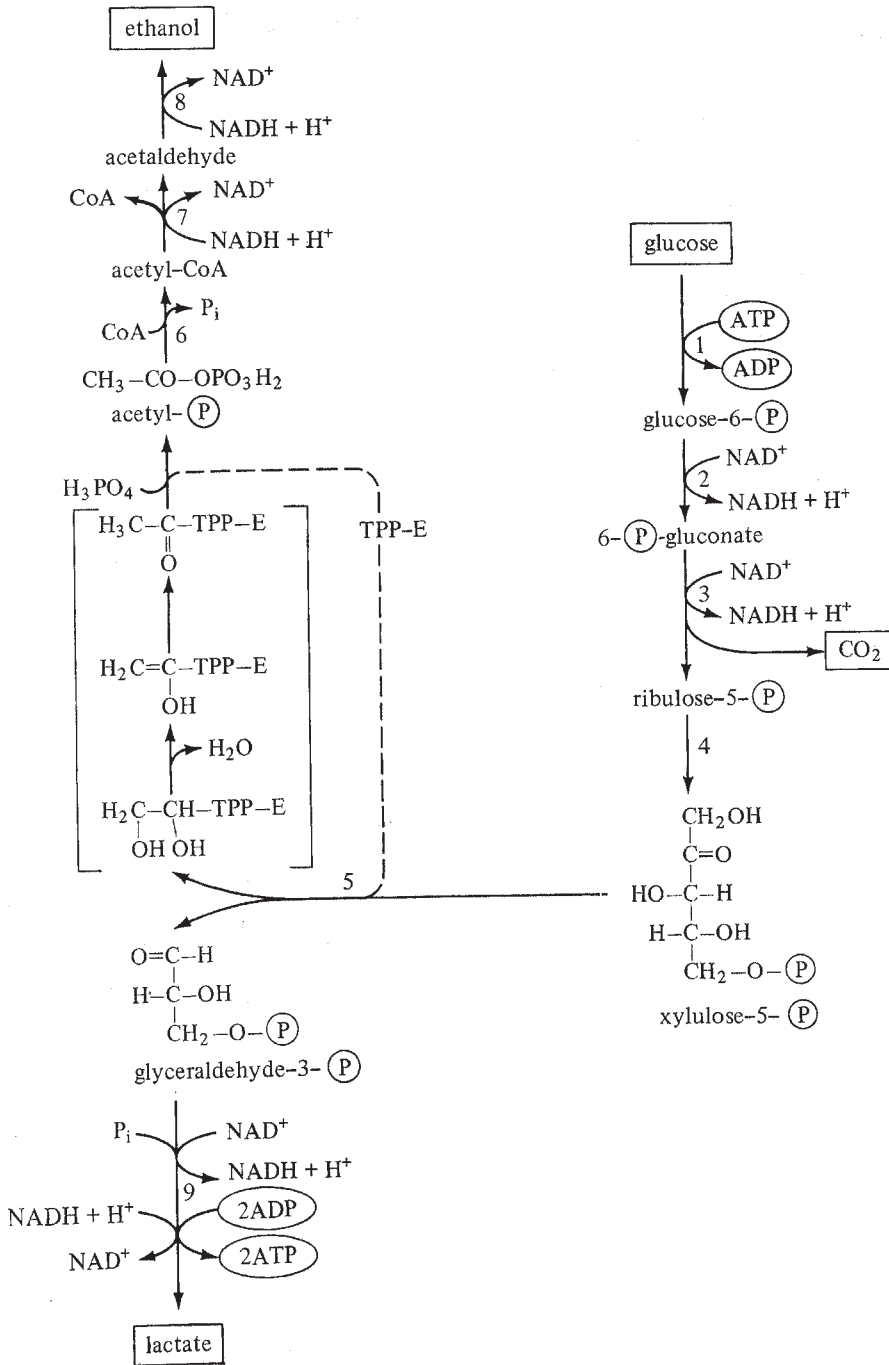 ethanol
NAD⁺
8
NADH + H⁺
acetaldehyde
NAD⁺
CoA
7
NADH + H⁺
acetyl-CoA
Pᵢ
CoA
6
CH₃–CO–OPO₃H₂
acetyl-P
H₃PO₄
TPP-E
H₃C–C–TPP–E
O
H₂C=C–TPP–E
OH
H₂O
H₂C–CH–TPP–E
OH OH
5
glucose
ATP
1
ADP
glucose-6-P
NAD⁺
2
NADH + H⁺
6-P-gluconate
NAD⁺
3
NADH + H⁺
CO₂
ribulose-5-P
4
CH₂OH
C=O
HO–C–H
H–C–OH
CH₂–O–P
xylulose-5-P
O=C–H
H–C–OH
CH₂–O–P
glyceraldehyde-3-P
Pᵢ
NAD⁺
NADH + H⁺
9
NADH + H⁺
2ADP
NAD⁺
2ATP
lactate